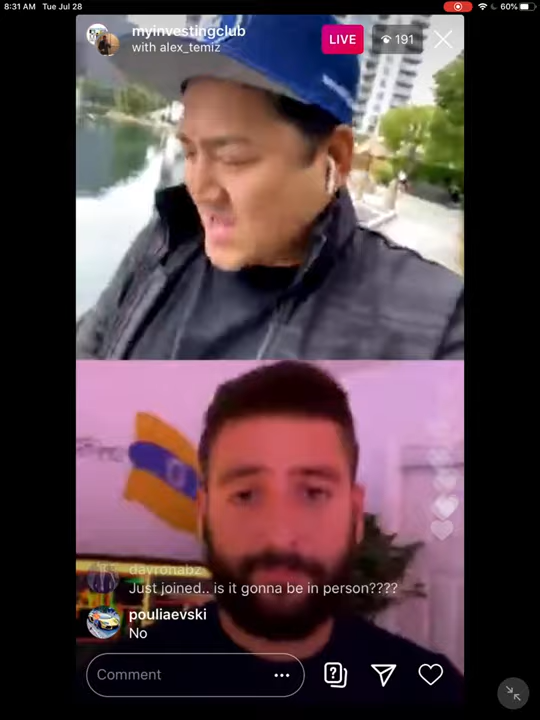 8:31 AM Tue Jul 28
60%
myinvestingclub
with alex_temiz
LIVE
191
davronabz
Just joined.. is it gonna be in person????
pouliaevski
No
Comment